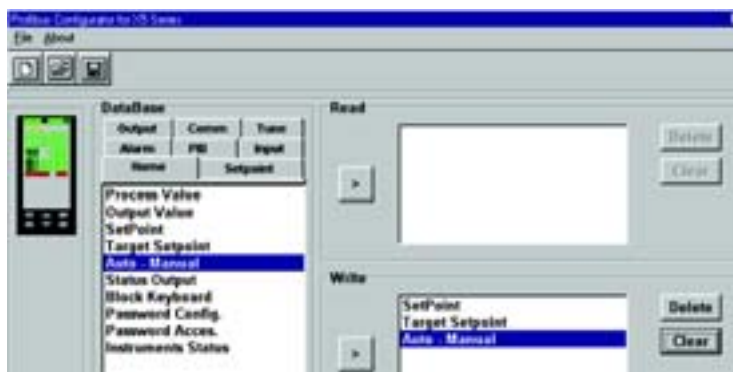 Profibus Configurator for X5 Series
File About
DataBase
Output Comm Tune
Alarm PID Input
Home Setpoint
Process Value
Output Value
SetPoint
Target Setpoint
Auto - Manual
Status Output
Block Keyboard
Password Config.
Password Acces.
Instruments Status
Read
>
Delete
Clear
Write
>
SetPoint
Target Setpoint
Auto - Manual
Delete
Clear